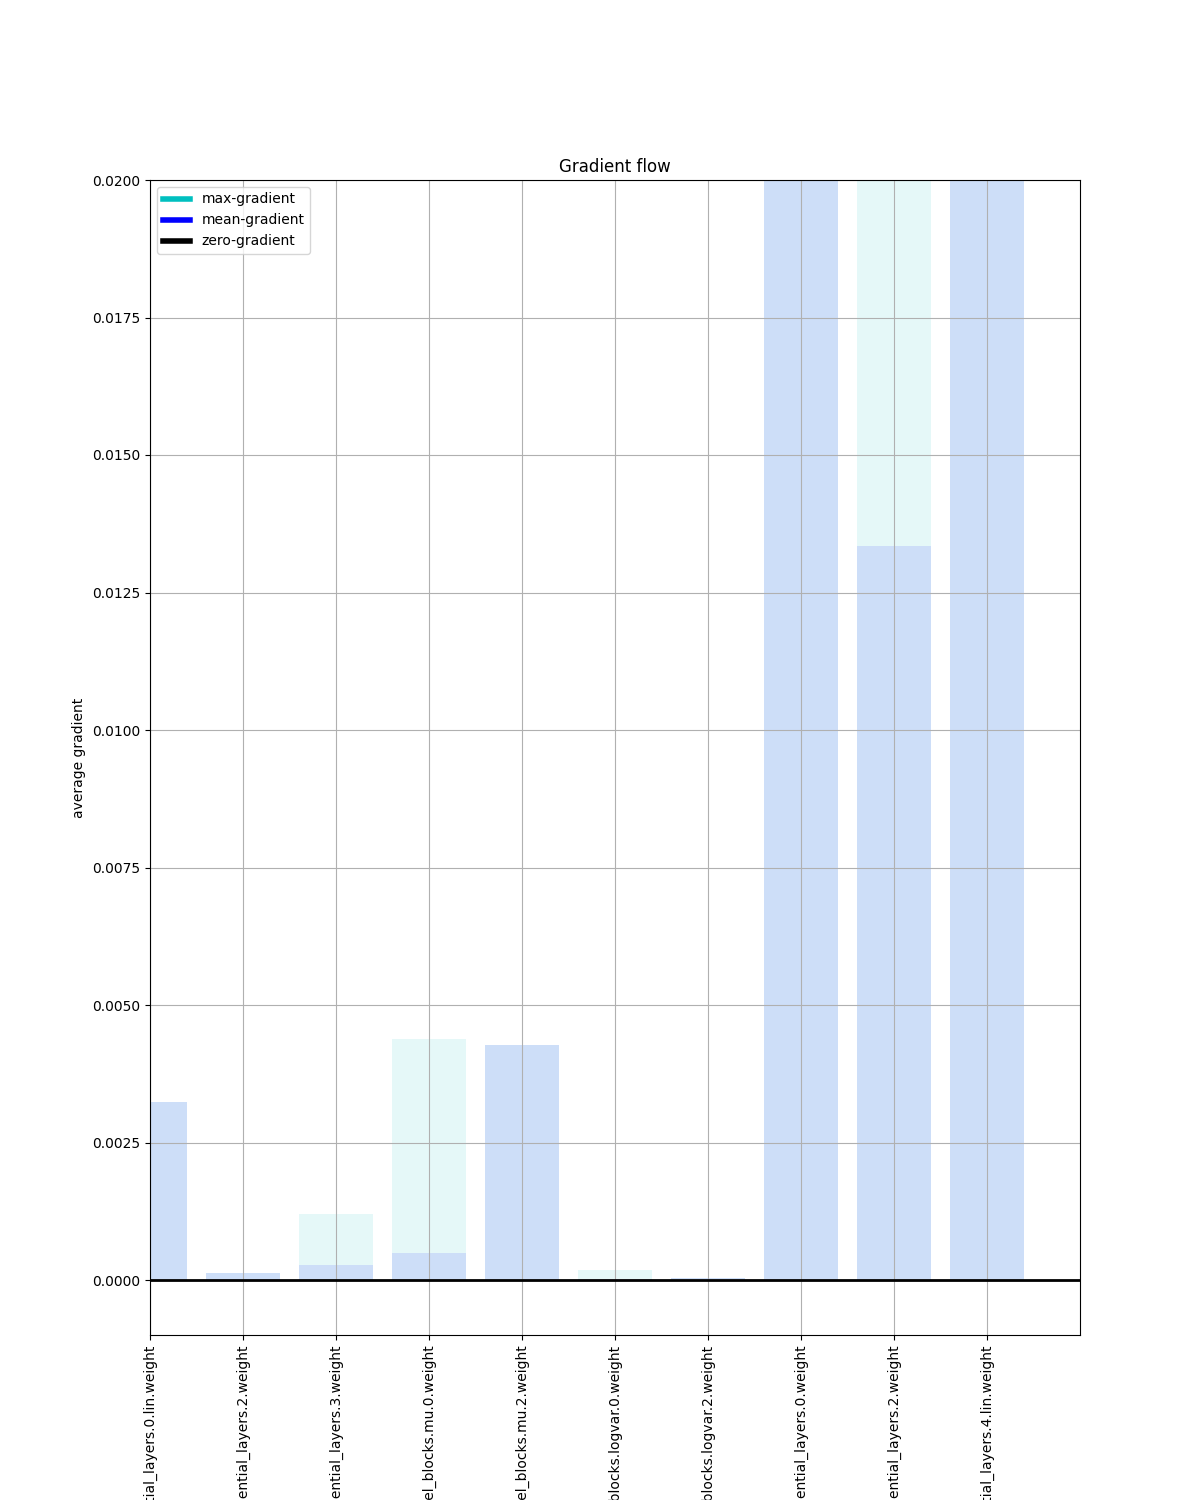 Gradient flow
max-gradient
mean-gradient
zero-gradient
0.0200
0.0175
0.0150
0.0125
0.0100
0.0075
0.0050
0.0025
0.0000
average gradient
tial_layers.0.lin.weight
ential_layers.2.weight
ential_layers.3.weight
el_blocks.mu.0.weight
el_blocks.mu.2.weight
blocks.logvar.0.weight
blocks.logvar.2.weight
ential_layers.0.weight
ential_layers.2.weight
tial_layers.4.lin.weight